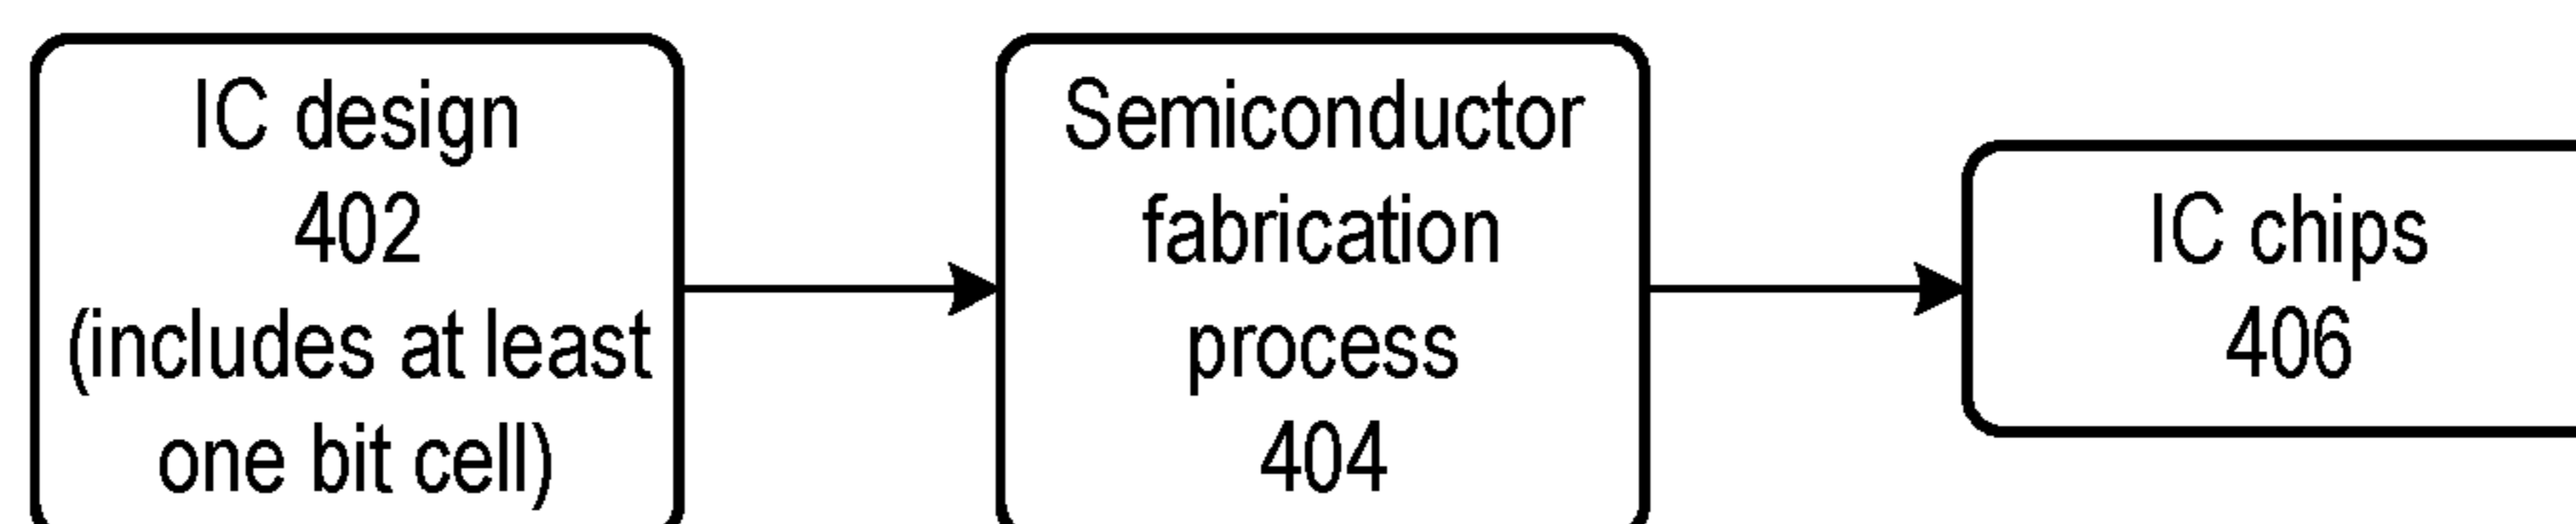 IC design
402
(includes at least
one bit cell)
Semiconductor
fabrication
process
404
IC chips
406